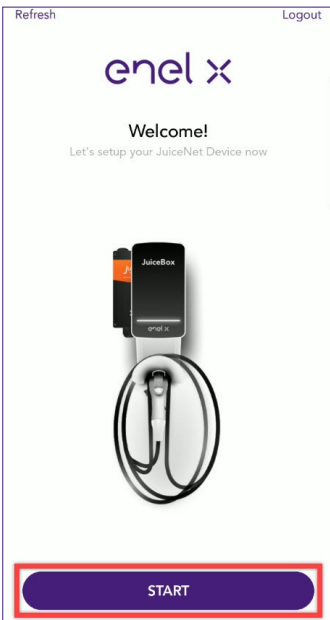 Refresh Logout
enel x
Welcome!
Let's setup your JuiceNet Device now
JuiceBox
enel x
START